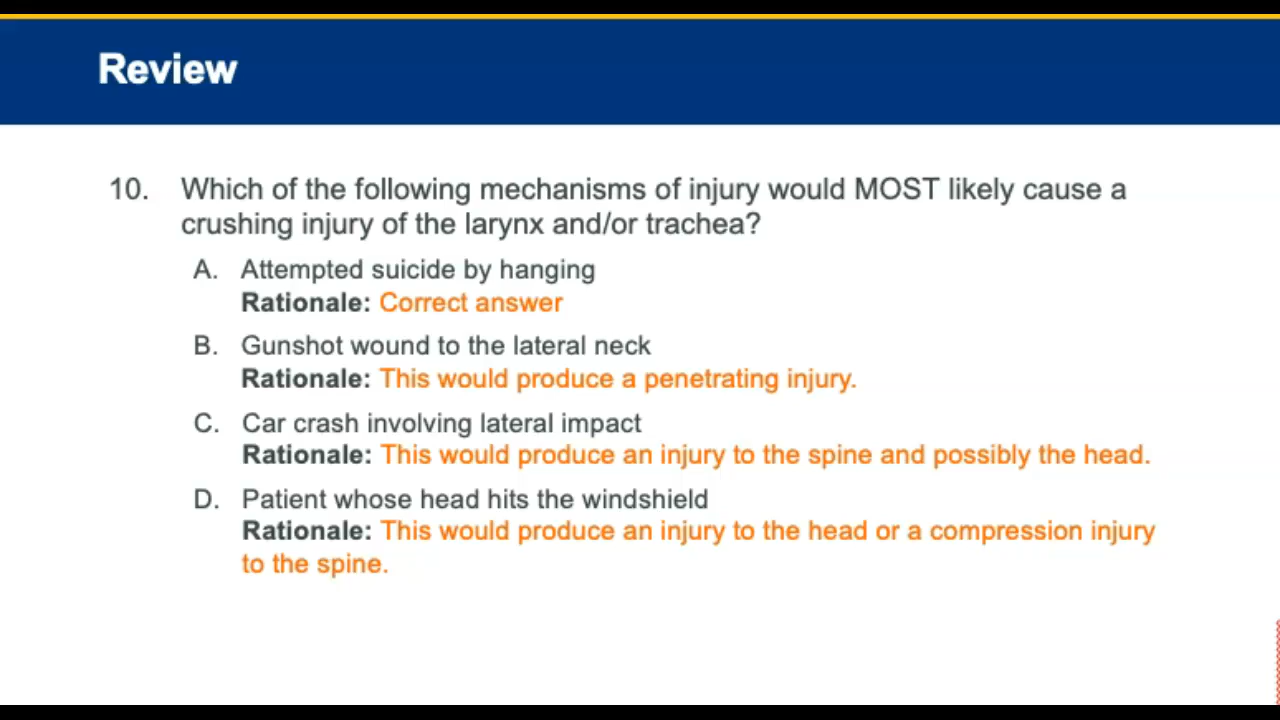 Review
10. Which of the following mechanisms of injury would MOST likely cause a
crushing injury of the larynx and/or trachea?
A. Attempted suicide by hanging
Rationale: Correct answer
B. Gunshot wound to the lateral neck
Rationale: This would produce a penetrating injury.
C. Car crash involving lateral impact
Rationale: This would produce an injury to the spine and possibly the head.
D. Patient whose head hits the windshield
Rationale: This would produce an injury to the head or a compression injury
to the spine.